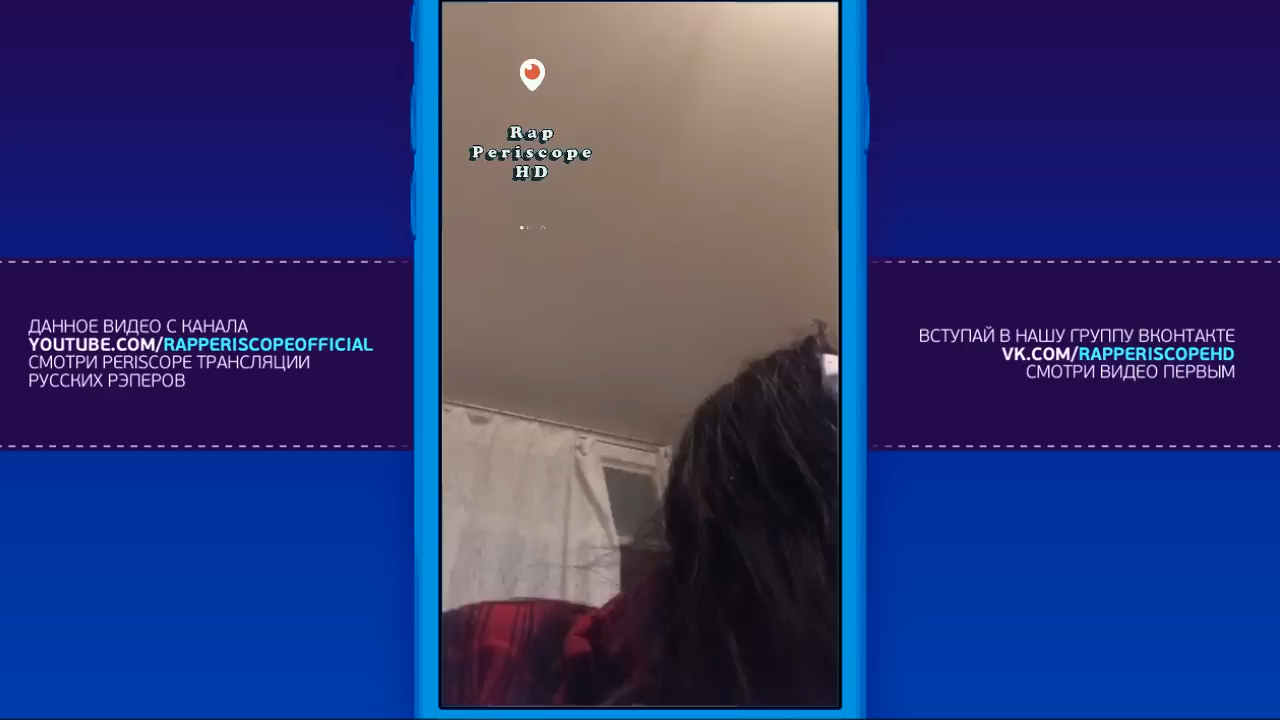 Rap
Periscope
HD
ДАННОЕ ВИДЕО С КАНАЛА
YOUTUBE.COM/RAPPERISCOPEOFFICIAL
СМОТРИ PERISCOPE ТРАНСЛЯЦИИ
РУССКИХ РЭПЕРОВ
ВСТУПАЙ В НАШУ ГРУППУ ВКОНТАКТЕ
VK.COM/RAPPERISCOPEHD
СМОТРИ ВИДЕО ПЕРВЫМ